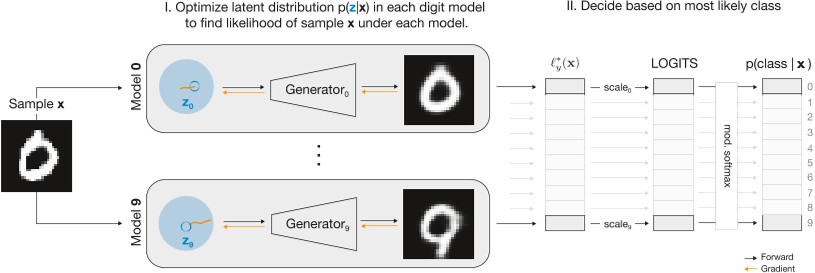 I. Optimize latent distribution p(z|x) in each digit model
to find likelihood of sample x under each model.
II. Decide based on most likely class
Sample x
Model 0
z₀
Generator₀
Model 9
z₉
Generator₉
ℓ*ᵧ(x)
LOGITS
p(class | x)
scale₀
scale₉
mod. softmax
0
1
2
3
4
5
6
7
8
9
Forward
Gradient